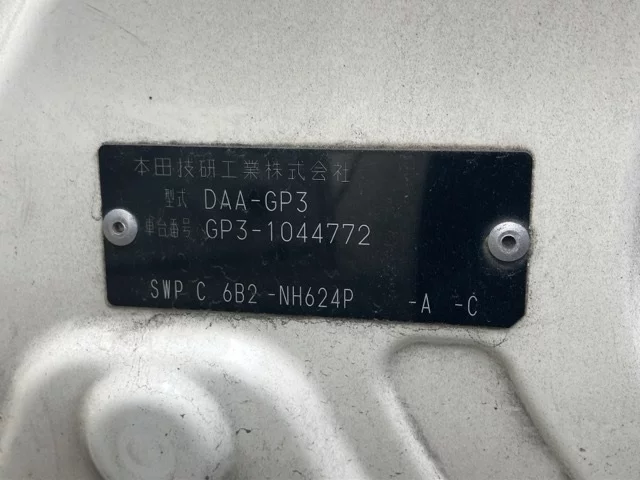 本田技研工業株式会社
型式 DAA-GP3
車台番号 GP3-1044772
SWP C 6B2 -NH624P -A -C